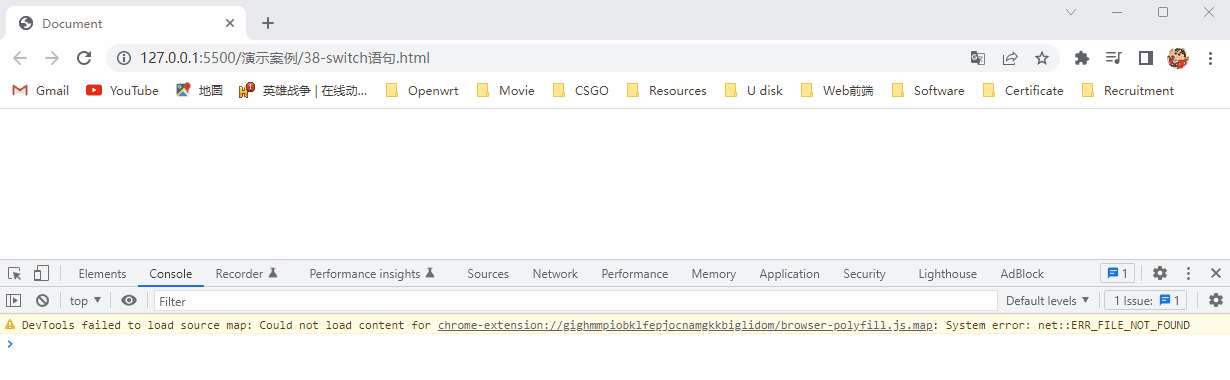 Document
127.0.0.1:5500/演示案例/38-switch语句.html
Gmail YouTube 地圖 英雄战争 | 在线动... Openwrt Movie CSGO Resources U disk Web前端 Software Certificate Recruitment
Elements Console Recorder Performance insights Sources Network Performance Memory Application Security Lighthouse AdBlock 1
top Filter Default levels 1 Issue: 1
DevTools failed to load source map: Could not load content for chrome-extension://gighmmpiobklfepjocnamgkkbiglidom/browser-polyfill.js.map: System error: net::ERR_FILE_NOT_FOUND